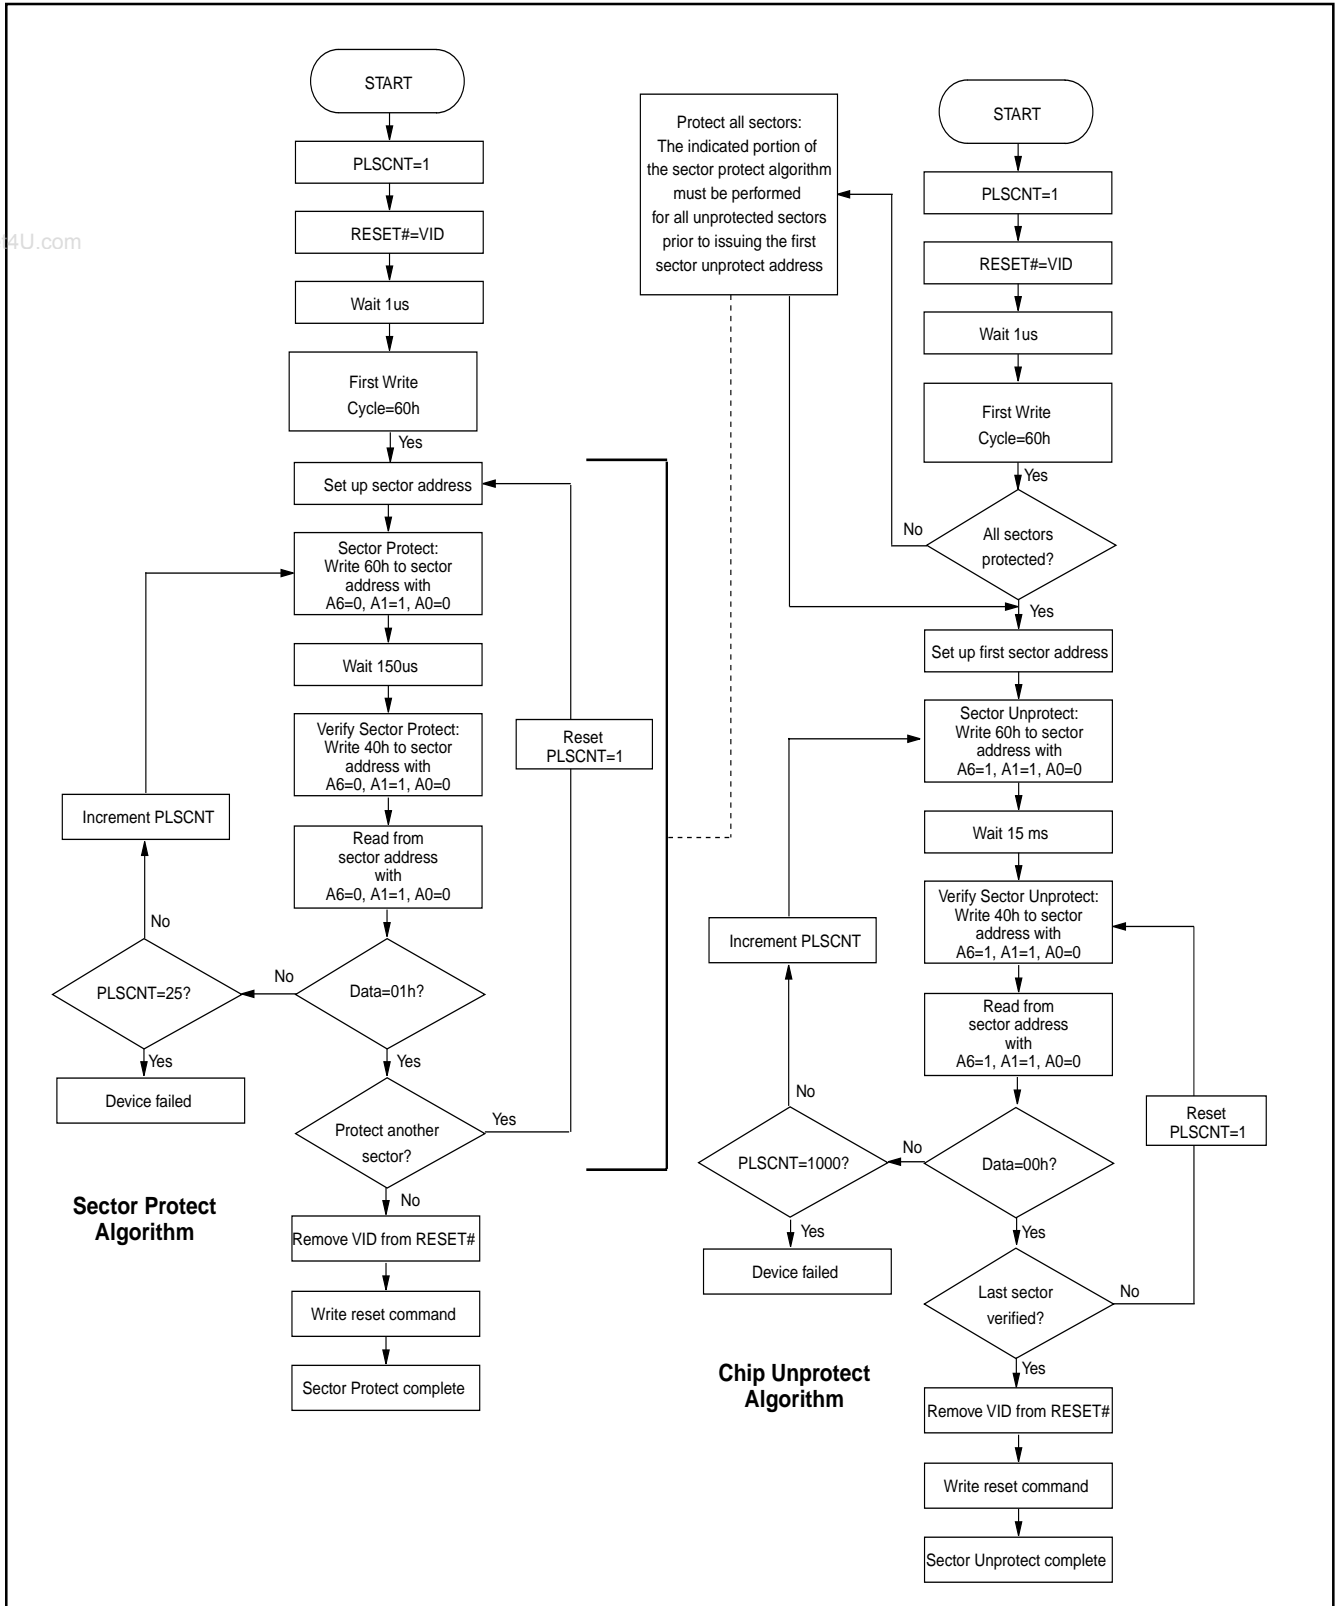 START
PLSCNT=1
RESET#=VID
Wait 1us
First Write
Cycle=60h
Yes
Set up sector address
Sector Protect:
Write 60h to sector
address with
A6=0, A1=1, A0=0
Wait 150us
Verify Sector Protect:
Write 40h to sector
address with
A6=0, A1=1, A0=0
Reset
PLSCNT=1
Increment PLSCNT
Read from
sector address
with
A6=0, A1=1, A0=0
No
PLSCNT=25?
No
Data=01h?
Yes
Device failed
Yes
Protect another
sector?
Yes
No
Sector Protect
Algorithm
Remove VID from RESET#
Write reset command
Sector Protect complete
Protect all sectors:
The indicated portion of
the sector protect algorithm
must be performed
for all unprotected sectors
prior to issuing the first
sector unprotect address
START
PLSCNT=1
RESET#=VID
Wait 1us
First Write
Cycle=60h
Yes
No
All sectors
protected?
Yes
Set up first sector address
Sector Unprotect:
Write 60h to sector
address with
A6=1, A1=1, A0=0
Wait 15 ms
Verify Sector Unprotect:
Write 40h to sector
address with
A6=1, A1=1, A0=0
Increment PLSCNT
Read from
sector address
with
A6=1, A1=1, A0=0
No
Reset
PLSCNT=1
PLSCNT=1000?
No
Data=00h?
Yes
Device failed
Yes
Last sector
verified?
No
Yes
Chip Unprotect
Algorithm
Remove VID from RESET#
Write reset command
Sector Unprotect complete
4U.com